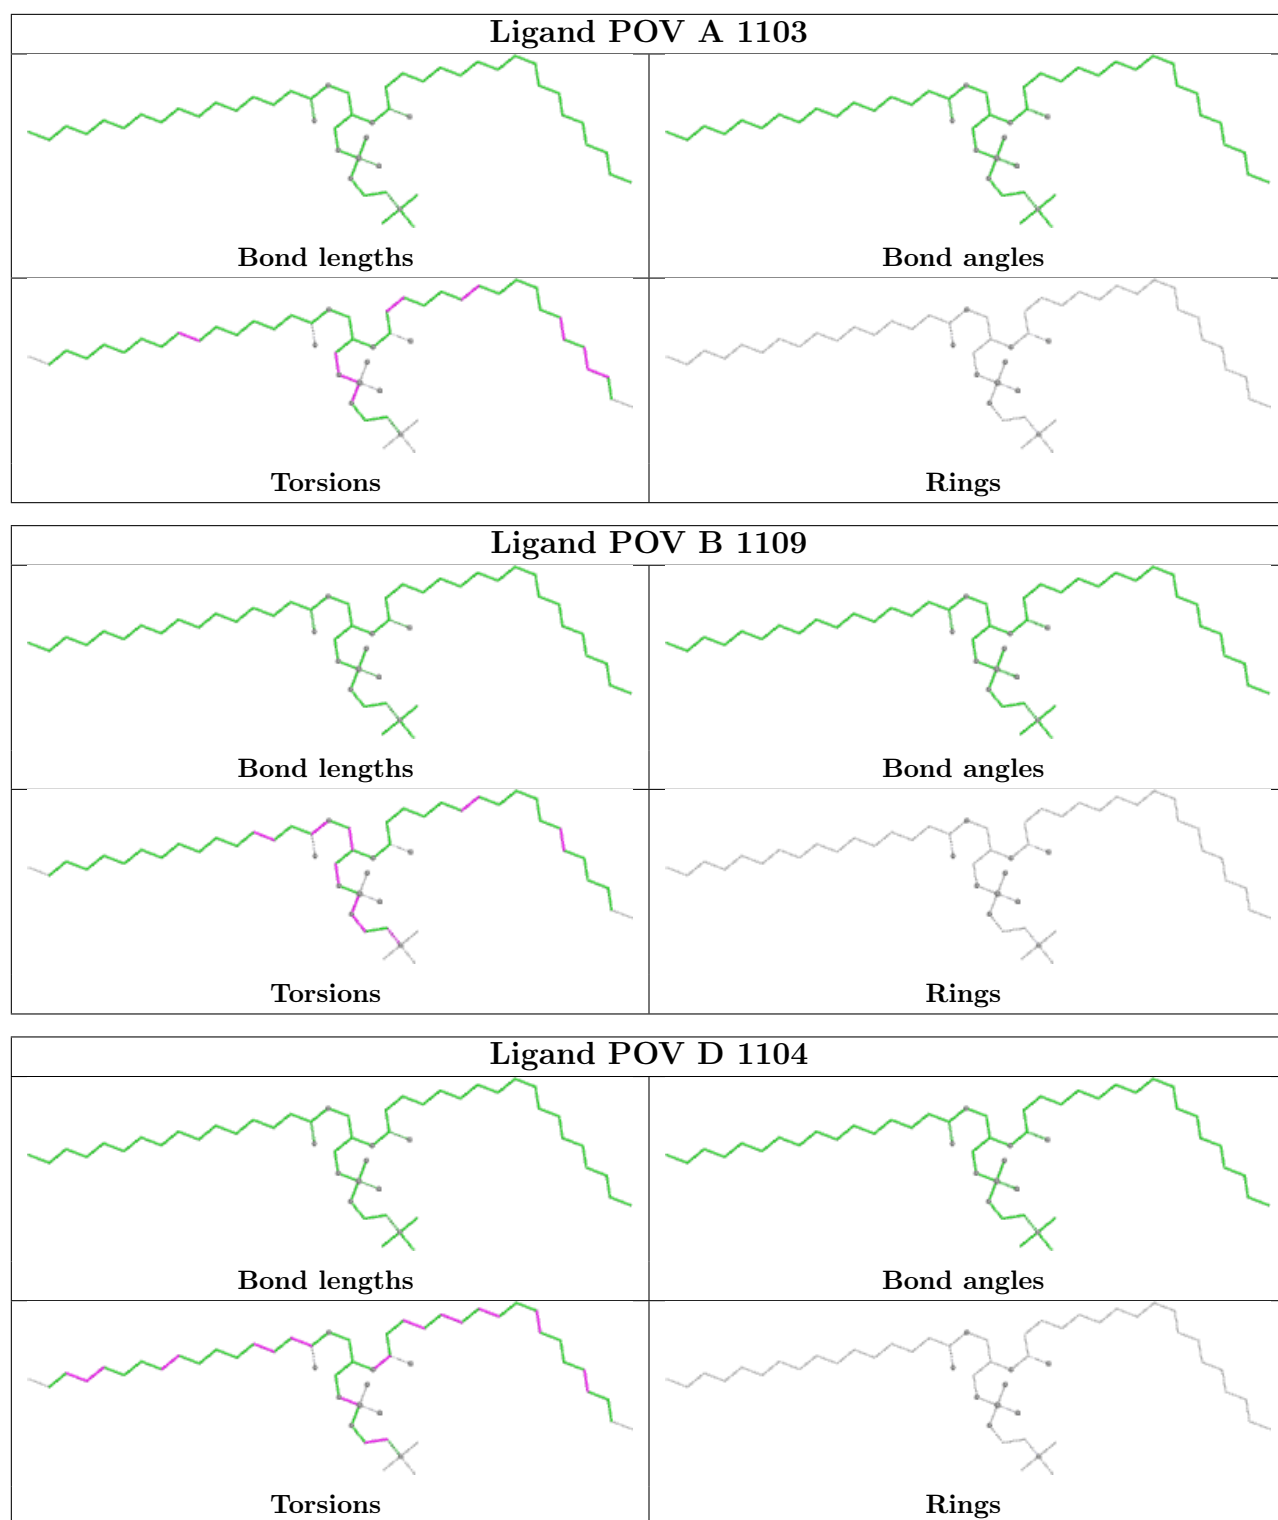 Ligand POV A 1103
Bond lengths
Bond angles
Torsions
Rings
Ligand POV B 1109
Bond lengths
Bond angles
Torsions
Rings
Ligand POV D 1104
Bond lengths
Bond angles
Torsions
Rings